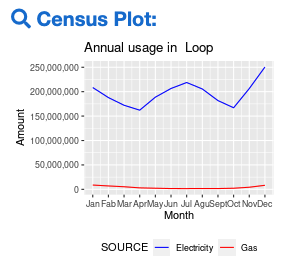 Census Plot:
Annual usage in Loop
250,000,000
200,000,000
150,000,000
100,000,000
50,000,000
0
Amount
Jan Feb Mar Apr May Jun Jul Aug Sept Oct Nov Dec
Month
SOURCE Electricity Gas